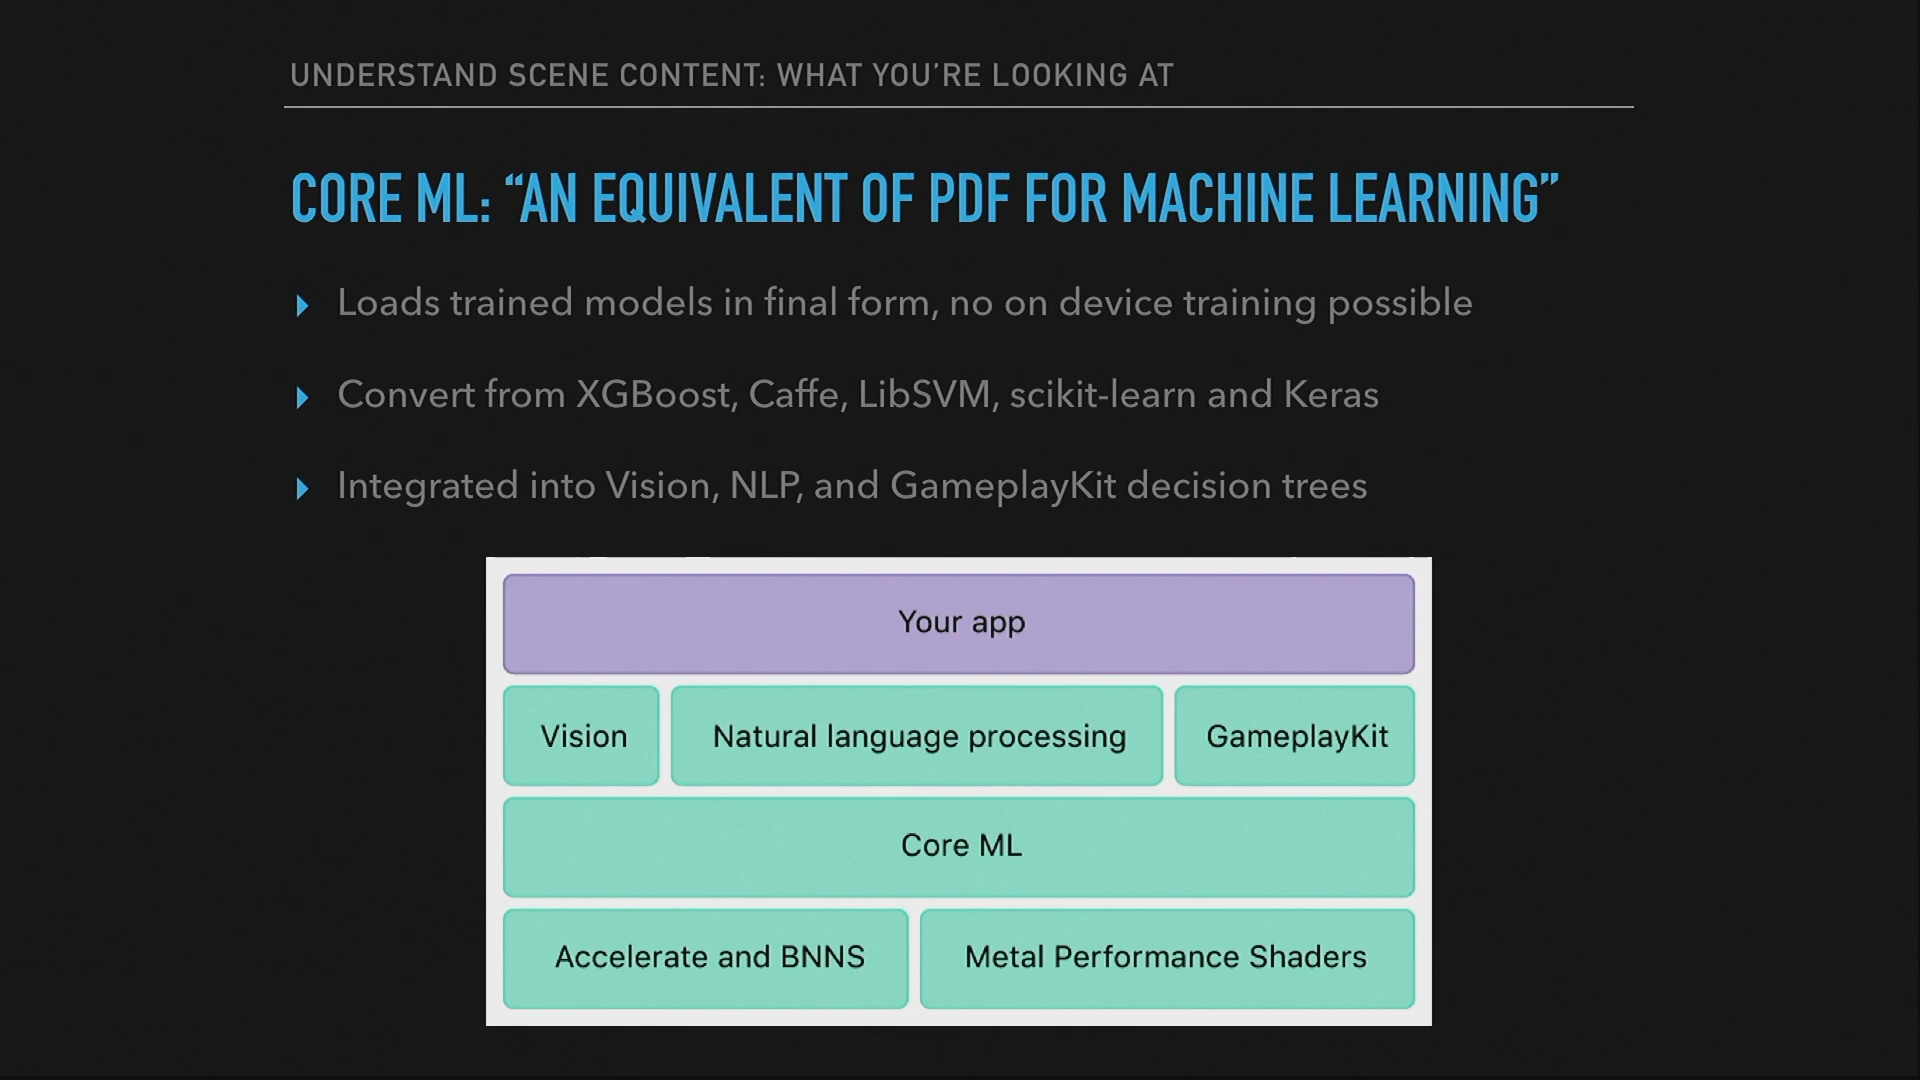 UNDERSTAND SCENE CONTENT: WHAT YOU’RE LOOKING AT
CORE ML: “AN EQUIVALENT OF PDF FOR MACHINE LEARNING”
Loads trained models in final form, no on device training possible
Convert from XGBoost, Caffe, LibSVM, scikit-learn and Keras
Integrated into Vision, NLP, and GameplayKit decision trees
Your app
Vision
Natural language processing
GameplayKit
Core ML
Accelerate and BNNS
Metal Performance Shaders